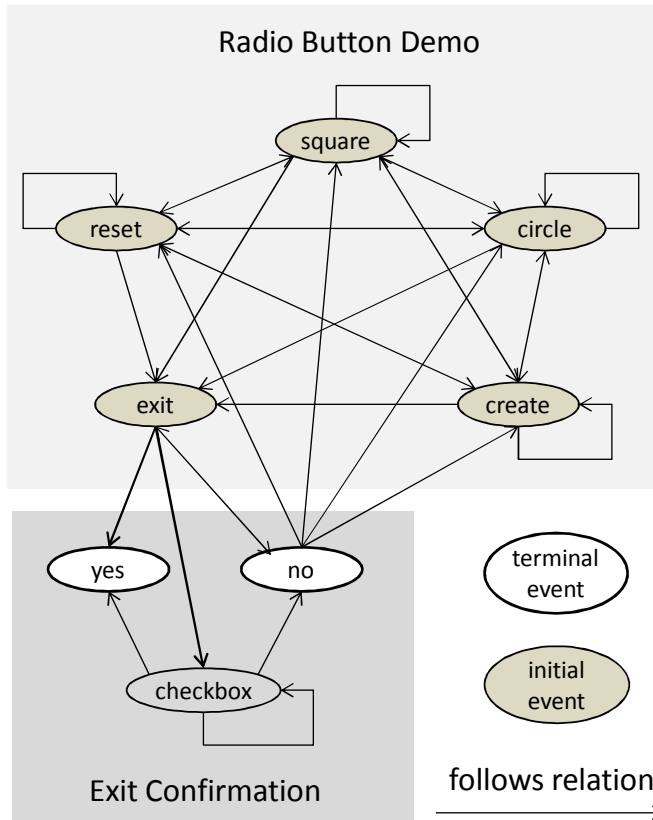 Radio Button Demo
square
reset
circle
exit
create
yes
no
terminal
event
checkbox
initial
event
Exit Confirmation
follows relation